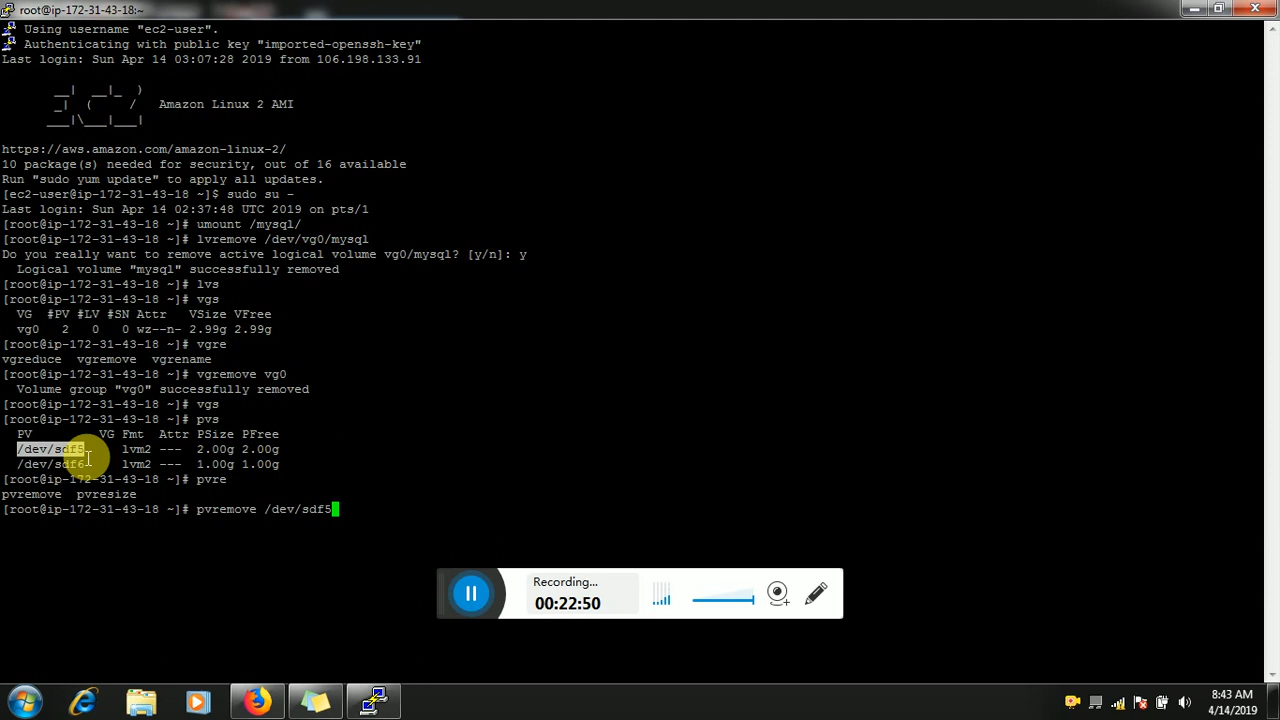 root@ip-172-31-43-18:~
Using username "ec2-user".
Authenticating with public key "imported-openssh-key"
Last login: Sun Apr 14 03:07:28 2019 from 106.198.133.91
__|  __|_  )
_|  (     /   Amazon Linux 2 AMI
___|\___|___|
https://aws.amazon.com/amazon-linux-2/
10 package(s) needed for security, out of 16 available
Run "sudo yum update" to apply all updates.
[ec2-user@ip-172-31-43-18 ~]$ sudo su -
Last login: Sun Apr 14 02:37:48 UTC 2019 on pts/1
[root@ip-172-31-43-18 ~]# umount /mysql/
[root@ip-172-31-43-18 ~]# lvremove /dev/vg0/mysql
Do you really want to remove active logical volume vg0/mysql? [y/n]: y
Logical volume "mysql" successfully removed
[root@ip-172-31-43-18 ~]# lvs
[root@ip-172-31-43-18 ~]# vgs
VG #PV #LV #SN Attr VSize VFree
vg0 2 0 0 wz--n- 2.99g 2.99g
[root@ip-172-31-43-18 ~]# vgre
vgreduce vgremove vgrename
[root@ip-172-31-43-18 ~]# vgremove vg0
Volume group "vg0" successfully removed
[root@ip-172-31-43-18 ~]# vgs
[root@ip-172-31-43-18 ~]# pvs
PV VG Fmt Attr PSize PFree
/dev/sdf5 lvm2 --- 2.00g 2.00g
/dev/sdf6 lvm2 --- 1.00g 1.00g
[root@ip-172-31-43-18 ~]# pvre
pvremove pvresize
[root@ip-172-31-43-18 ~]# pvremove /dev/sdf5
Recording...
00:22:50
8:43 AM
4/14/2019